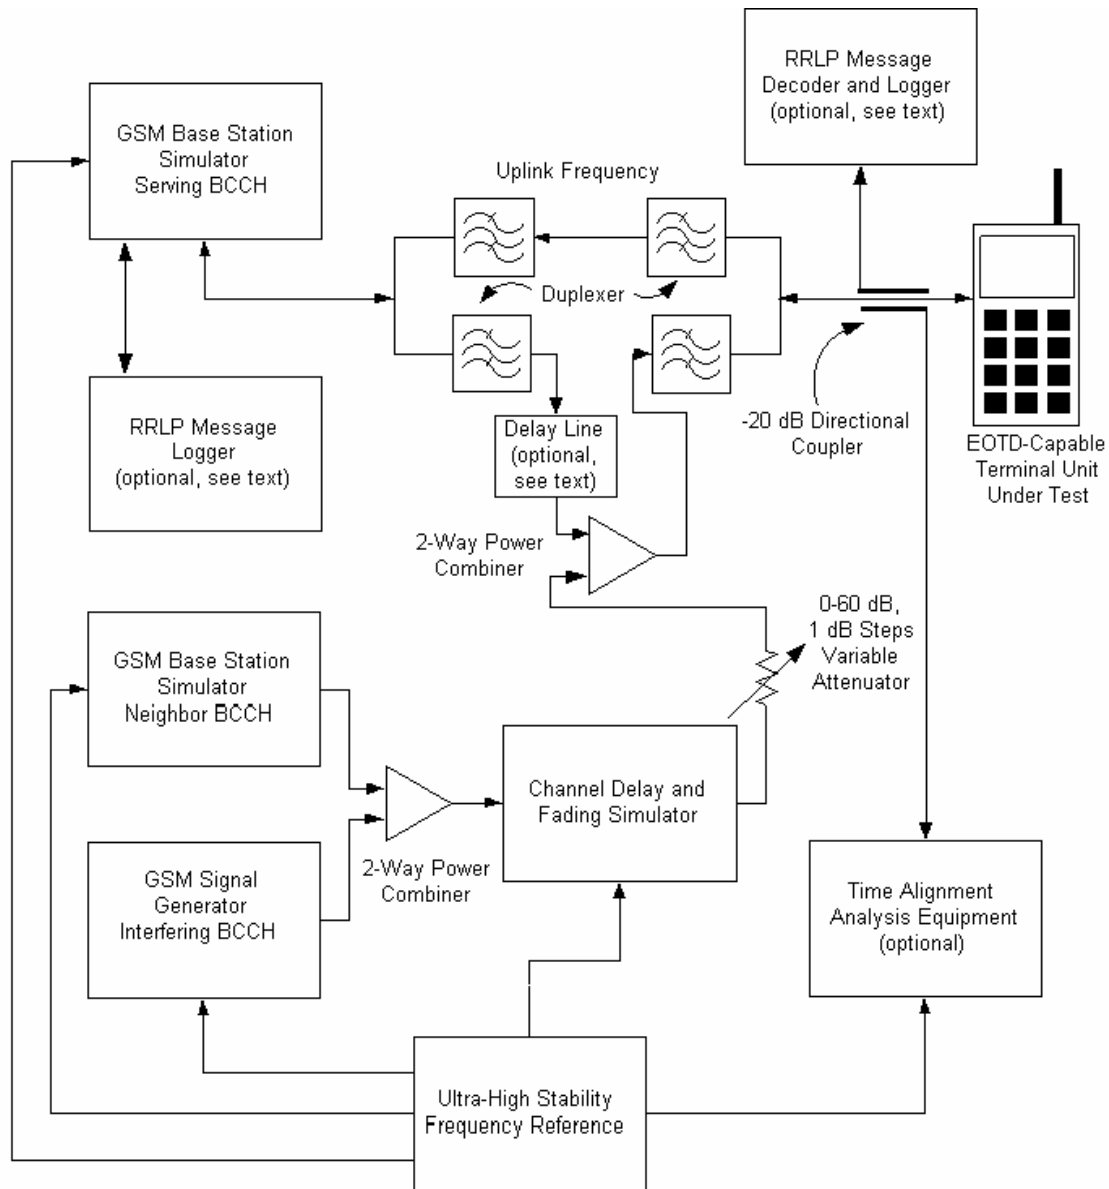 RRLP Message
Decoder and Logger
(optional, see text)
GSM Base Station
Simulator
Serving BCCH
Uplink Frequency
Duplexer
RRLP Message
Logger
(optional, see text)
Delay Line
(optional,
see text)
-20 dB Directional
Coupler
EOTD-Capable
Terminal Unit
Under Test
2-Way Power
Combiner
0-60 dB,
1 dB Steps
Variable
Attenuator
GSM Base Station
Simulator
Neighbor BCCH
Channel Delay and
Fading Simulator
2-Way Power
Combiner
GSM Signal
Generator
Interfering BCCH
Time Alignment
Analysis Equipment
(optional)
Ultra-High Stability
Frequency Reference